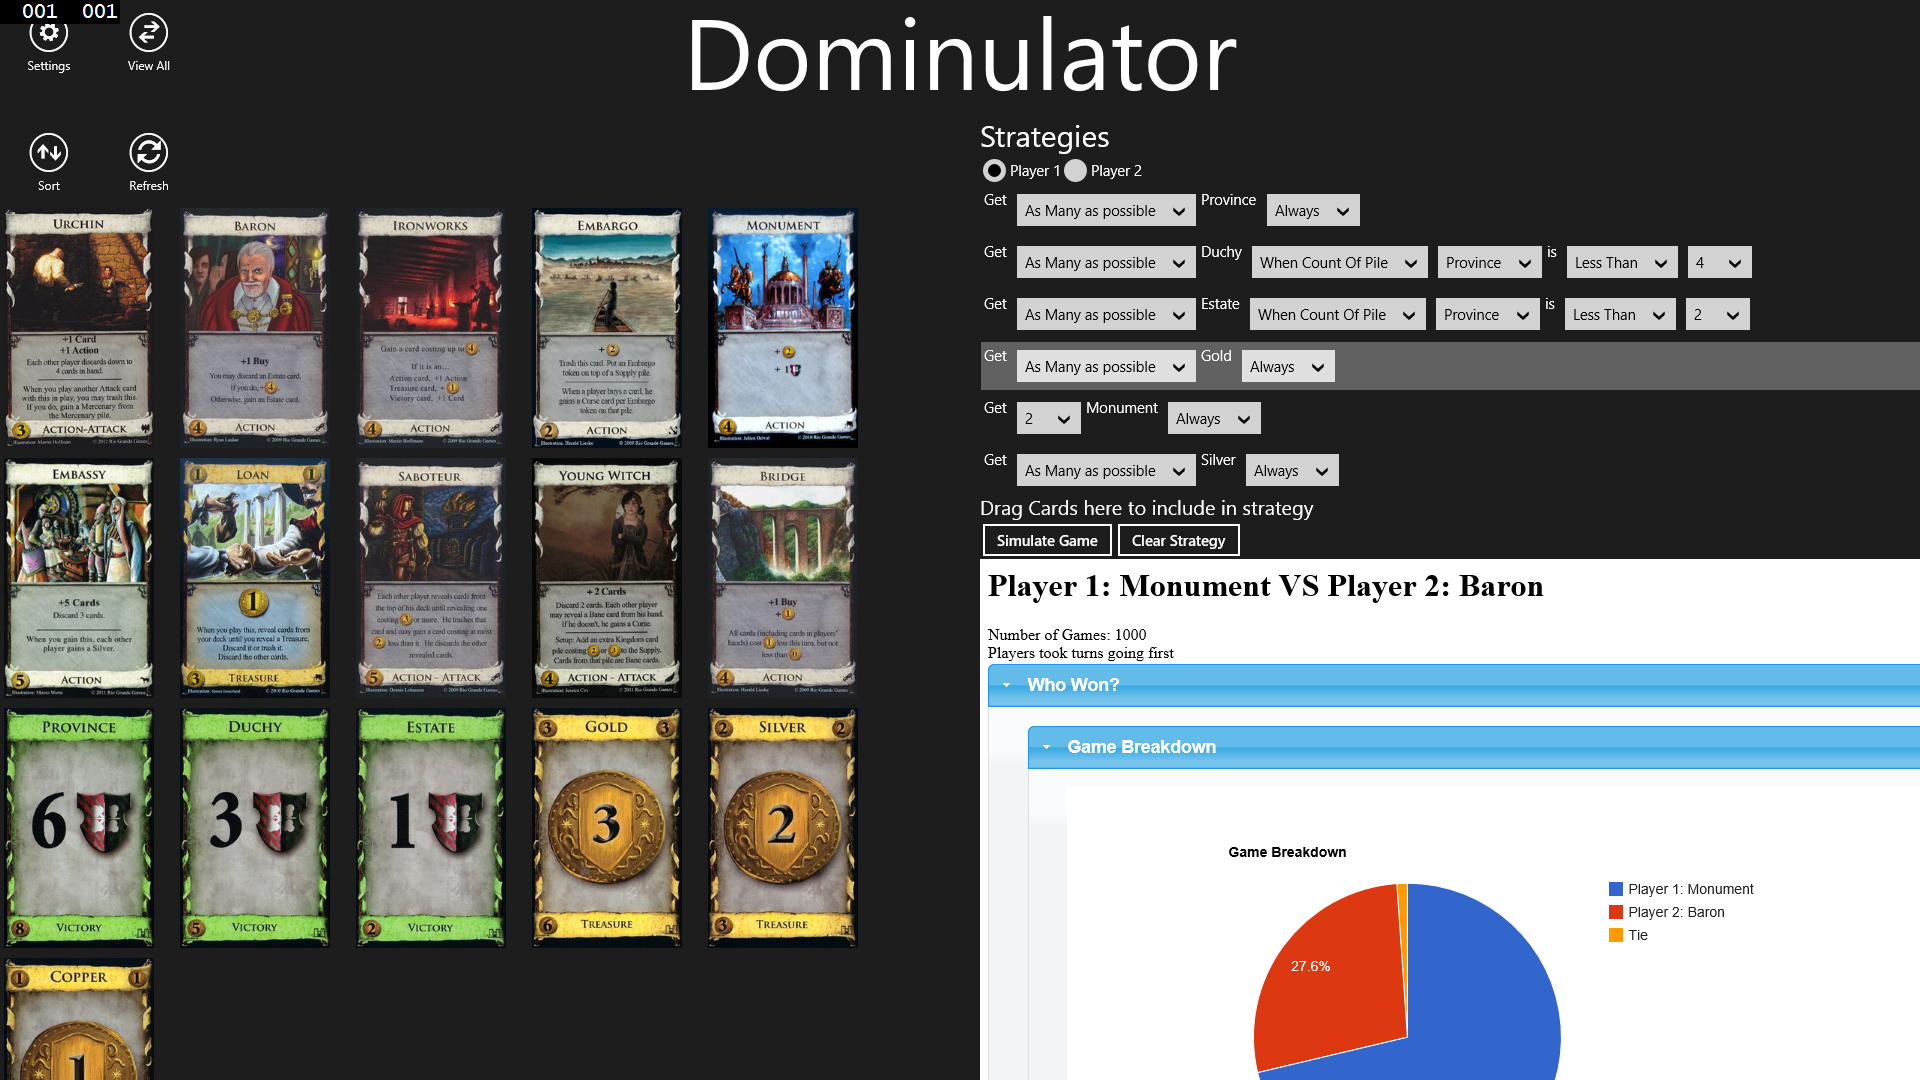 001 001
Dominulator
Settings
View All
Sort
Refresh
URCHIN
+1 Card
+1 Action
Each other player discards down to
4 cards in hand.
When you play another Attack card
with this in play, you may trash this.
If you do, gain a Mercenary from
the Mercenary pile.
3 ACTION-ATTACK
BARON
+1 Buy
You may discard an Estate card.
If you do, +4.
Otherwise, gain an Estate card.
4 ACTION
IRONWORKS
Gain a card costing up to 4
If it is an...
Action card, +1 Action
Treasure card, +1
Victory card, +1 Card
4 ACTION
EMBARGO
+2
Trash this card. Put an Embargo
token on top of a Supply pile.
When a player buys a card, he
gains a Curse card per Embargo
token on that pile.
2 ACTION
MONUMENT
+2
+1
4 ACTION
EMBASSY
+5 Cards
Discard 3 cards.
When you gain this, each other
player gains a Silver.
5 ACTION
1 LOAN 1
1
When you play this, reveal cards from
your deck until you reveal a Treasure.
Discard it or trash it.
Discard the other cards.
3 TREASURE
SABOTEUR
Each other player reveals cards from
the top of his deck until revealing one
costing 3 or more. He trashes that
card and may gain a card costing at most
2 less than it. He discards the other
revealed cards.
5 ACTION - ATTACK
YOUNG WITCH
+2 Cards
Discard 2 cards. Each other player
may reveal a Bane card from his hand.
If he doesn't, he gains a Curse.
Setup: Add an extra Kingdom card
pile costing 2 or 3 to the Supply.
Cards from that pile are Bane cards.
4 ACTION - ATTACK
BRIDGE
+1 Buy
+1
All cards (including cards in players'
hands) cost 1 less this turn, but not
less than 0.
4 ACTION
PROVINCE
6
8 VICTORY
DUCHY
3
5 VICTORY
ESTATE
1
2 VICTORY
3 GOLD 3
3
6 TREASURE
2 SILVER 2
2
3 TREASURE
1 COPPER 1
1
Strategies
Player 1 Player 2
Get As Many as possible Province Always
Get As Many as possible Duchy When Count Of Pile Province is Less Than 4
Get As Many as possible Estate When Count Of Pile Province is Less Than 2
Get As Many as possible Gold Always
Get 2 Monument Always
Get As Many as possible Silver Always
Drag Cards here to include in strategy
Simulate Game Clear Strategy
Player 1: Monument VS Player 2: Baron
Number of Games: 1000
Players took turns going first
Who Won?
Game Breakdown
Game Breakdown
27.6%
Player 1: Monument
Player 2: Baron
Tie